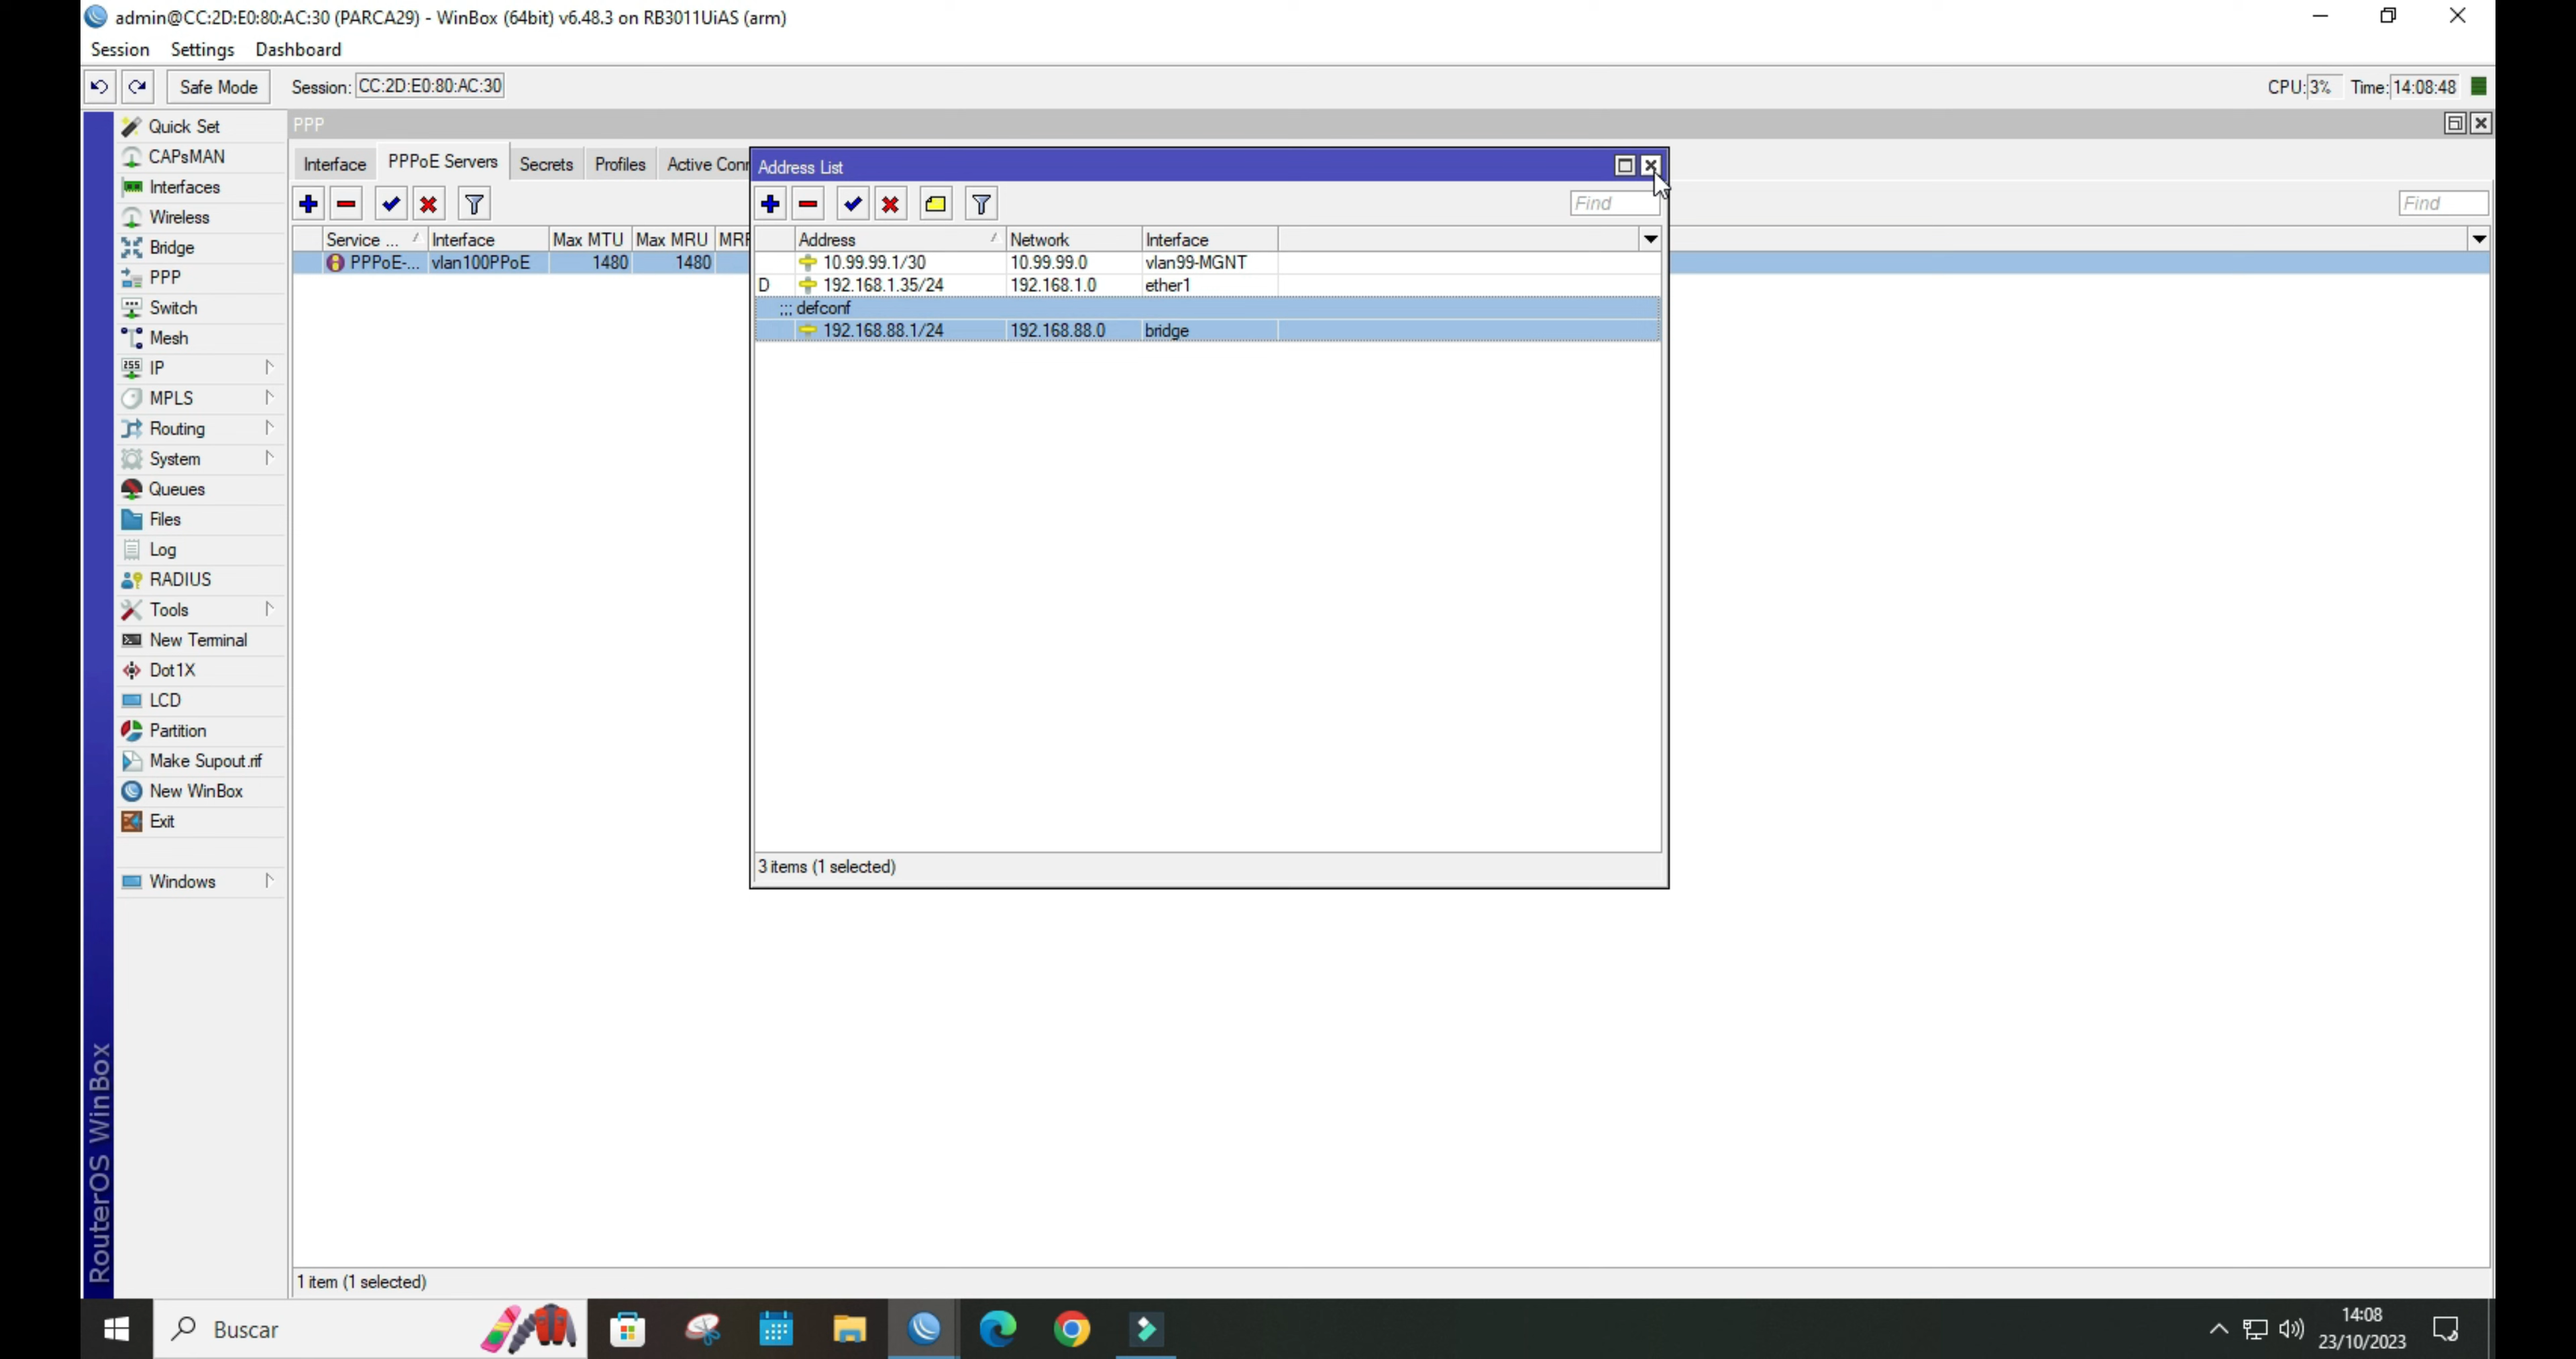 admin@CC:2D:E0:80:AC:30 (PARCA29) - WinBox (64bit) v6.48.3 on RB3011UiAS (arm)
Session Settings Dashboard
Safe Mode Session: CC:2D:E0:80:AC:30 CPU: 3% Time: 14:08:48
Quick Set
CAPsMAN
Interfaces
Wireless
Bridge
PPP
Switch
Mesh
IP
MPLS
Routing
System
Queues
Files
Log
RADIUS
Tools
New Terminal
Dot1X
LCD
Partition
Make Supout.rif
New WinBox
Exit
Windows
RouterOS WinBox
PPP
Interface PPPoE Servers Secrets Profiles Active Conn
Find
Service ... Interface Max MTU Max MRU MRR
PPPoE-... vlan100PPoE 1480 1480
1 item (1 selected)
Address List
Find
Address Network Interface
10.99.99.1/30 10.99.99.0 vlan99-MGNT
D 192.168.1.35/24 192.168.1.0 ether1
;;; defconf
192.168.88.1/24 192.168.88.0 bridge
3 items (1 selected)
Buscar
14:08
23/10/2023